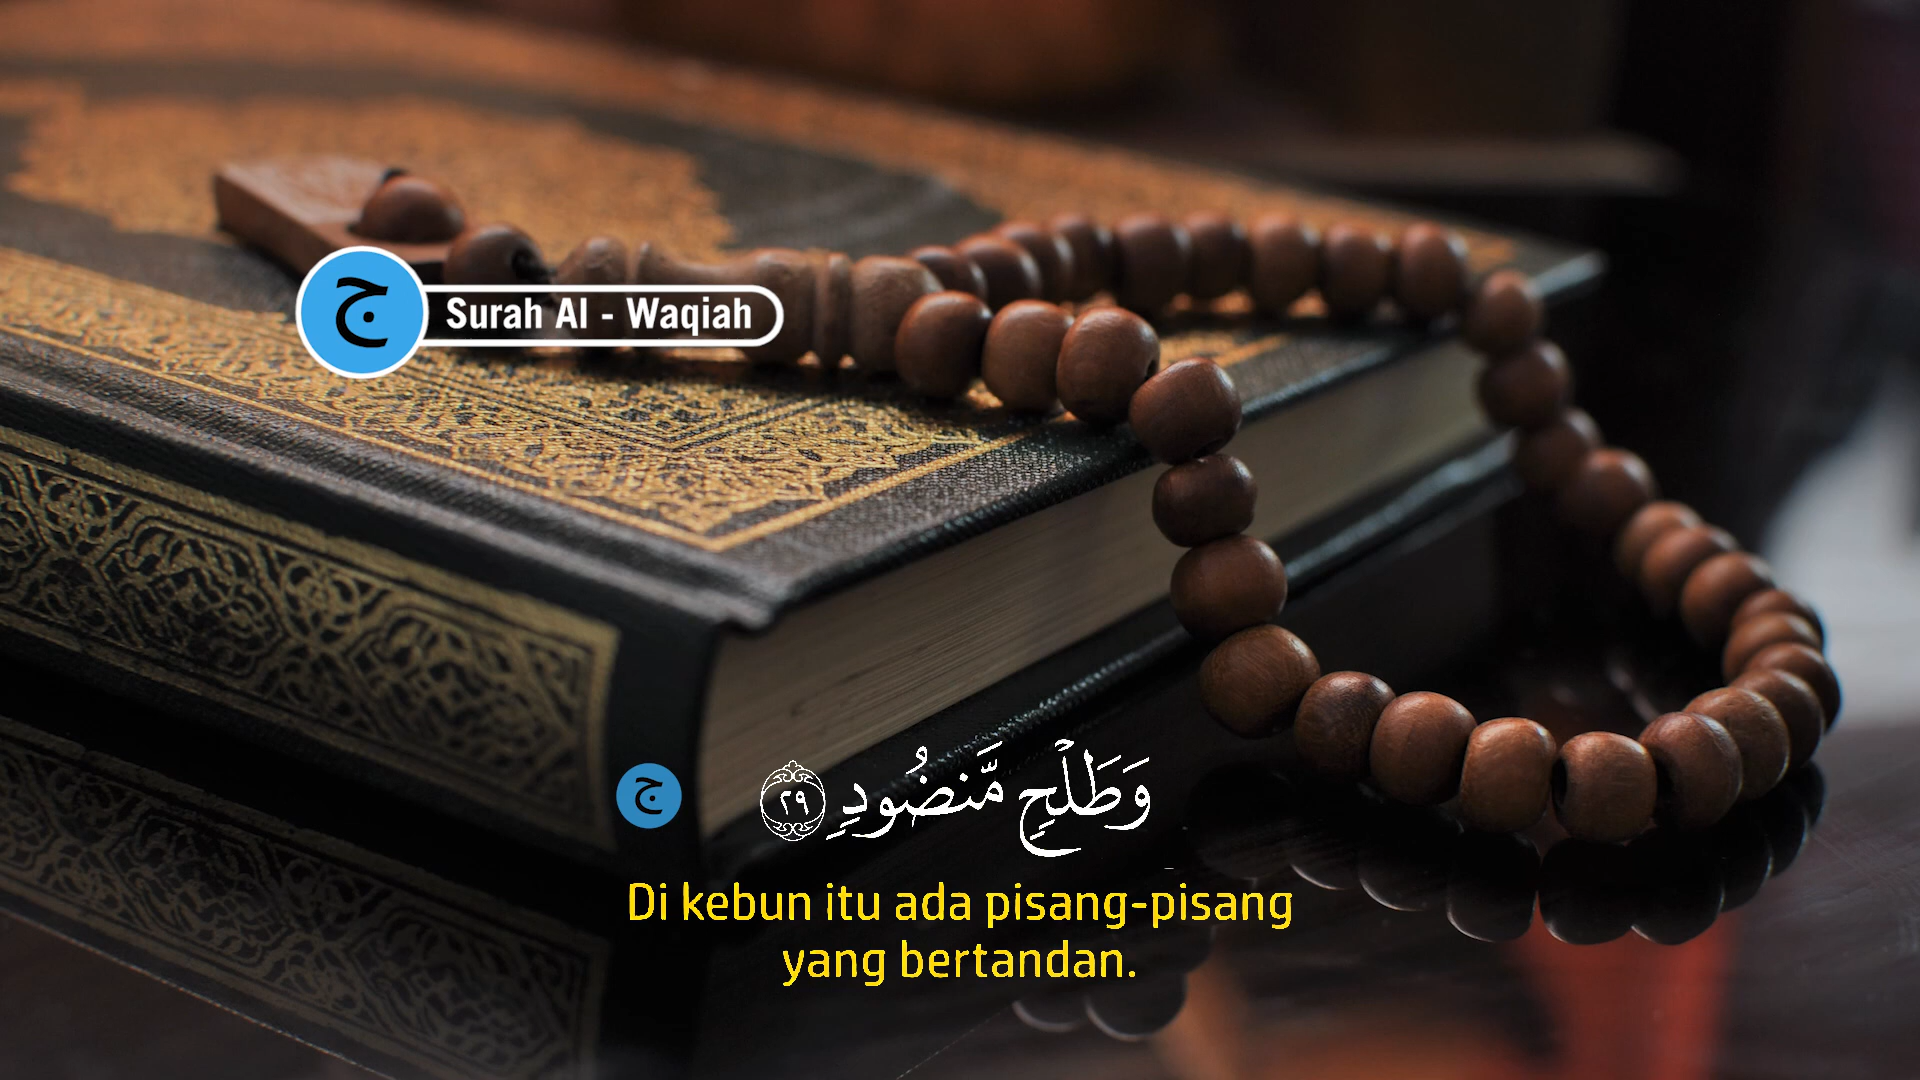 ج
Surah Al - Waqiah
ج وَطَلْحٍ مَّنضُودٍ ٢٩
Di kebun itu ada pisang-pisang
yang bertandan.